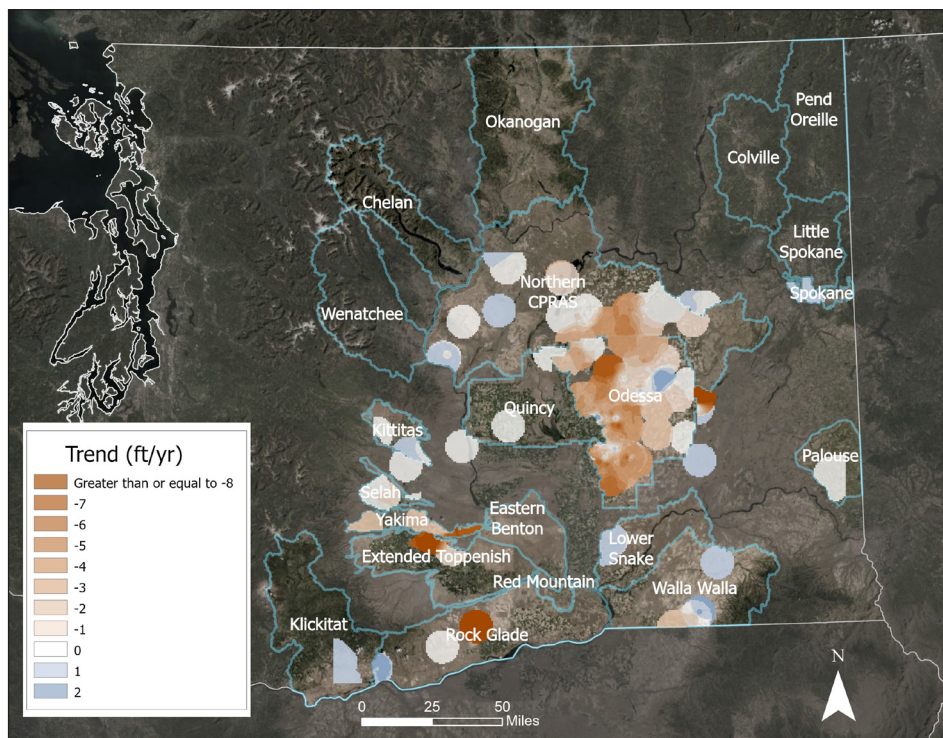 Okanogan
Pend
Oreille
Colville
Chelan
Little
Spokane
Northern
CPRAS
Spokane
Wenatchee
Odessa
Quincy
Kittitas
Palouse
Selah
Yakima
Eastern
Benton
Extended Toppenish
Lower
Snake
Red Mountain
Walla Walla
Klickitat
Rock Glade
Trend (ft/yr)
Greater than or equal to -8
-7
-6
-5
-4
-3
-2
-1
0
1
2
N
0 25 50
Miles